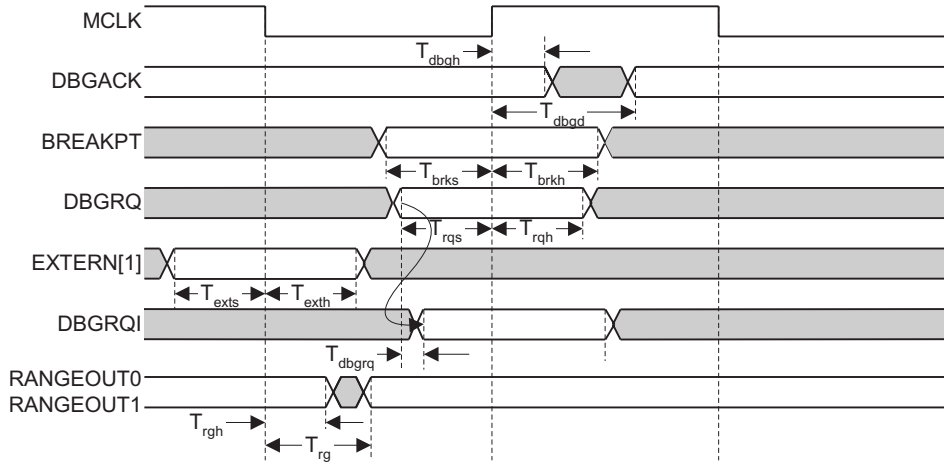 MCLK
T_dbgh
DBGACK
T_dbgd
BREAKPT
T_brks T_brkh
DBGRQ
T_rqs T_rqh
EXTERN[1]
T_exts T_exth
DBGRQI
T_dbgrq
RANGEOUT0
RANGEOUT1
T_rgh
T_rg